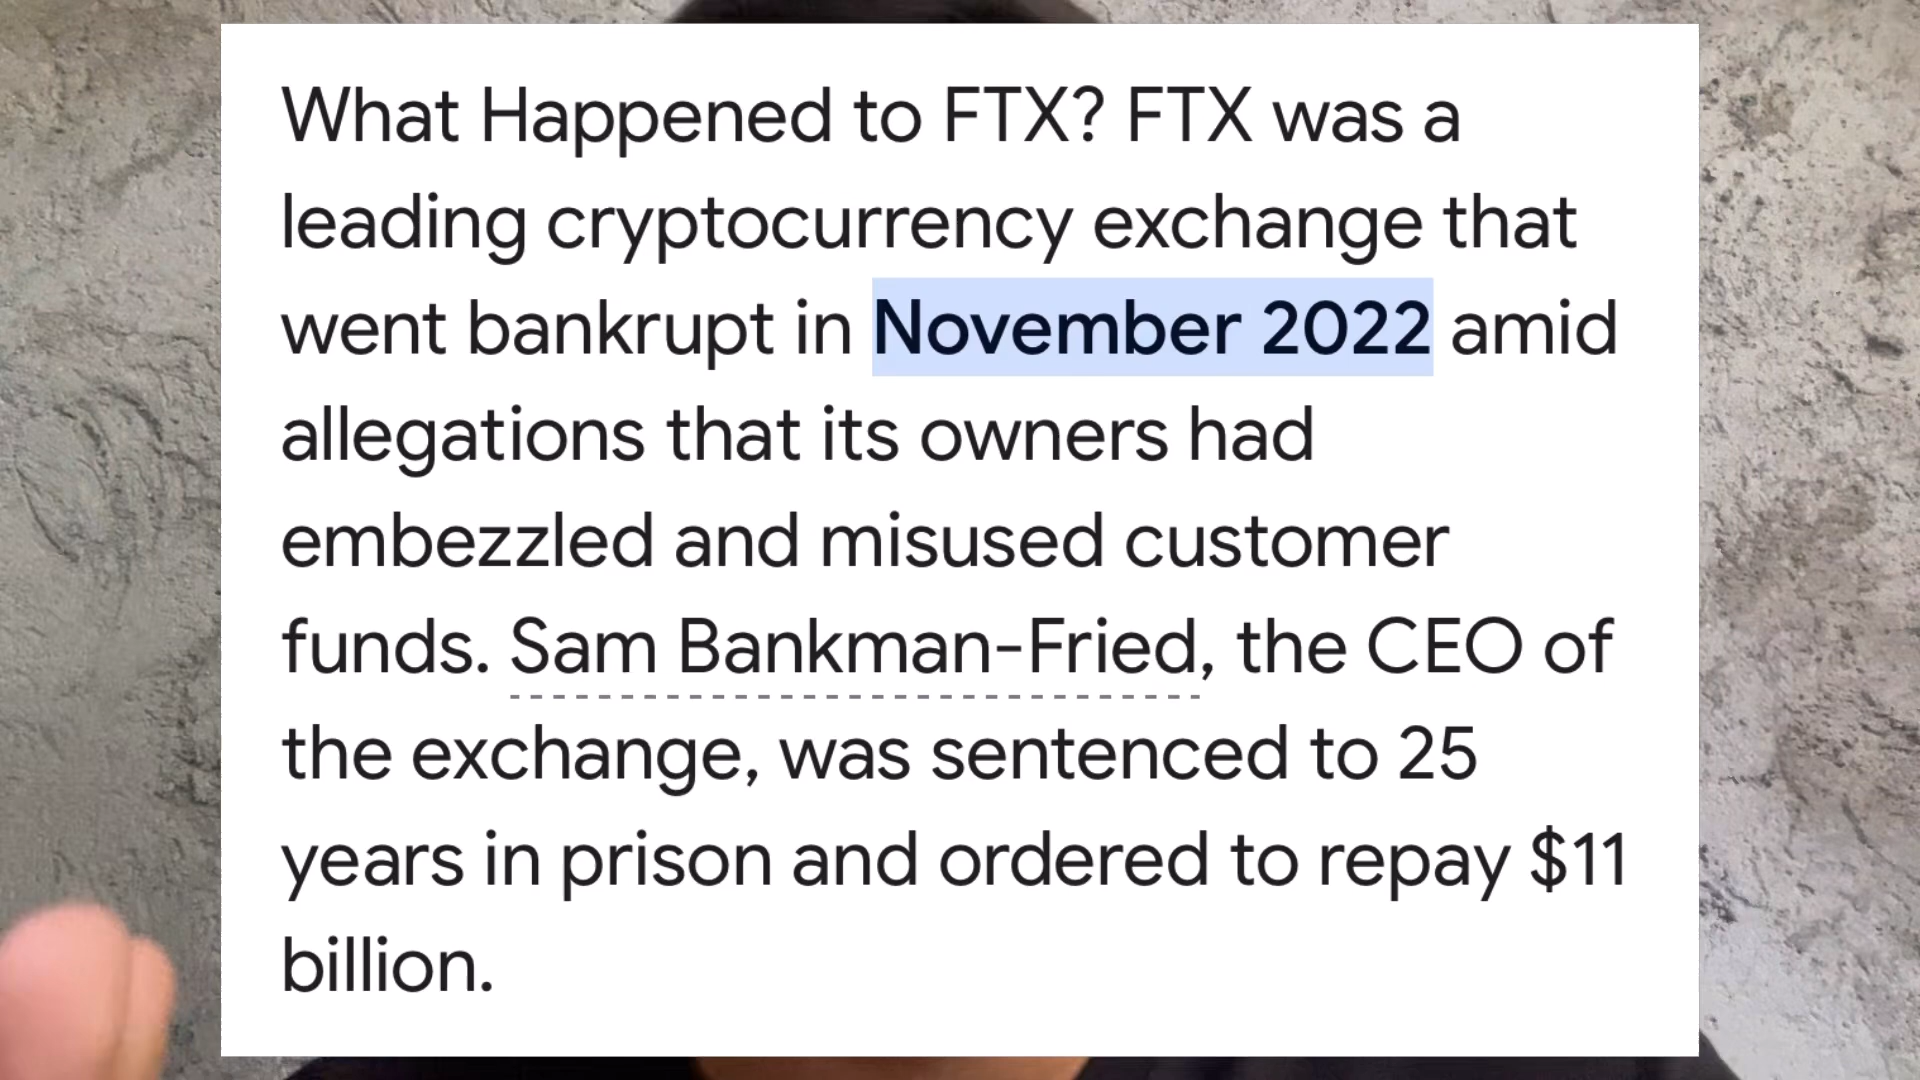 What Happened to FTX? FTX was a
leading cryptocurrency exchange that
went bankrupt in November 2022 amid
allegations that its owners had
embezzled and misused customer
funds. Sam Bankman-Fried, the CEO of
the exchange, was sentenced to 25
years in prison and ordered to repay $11
billion.